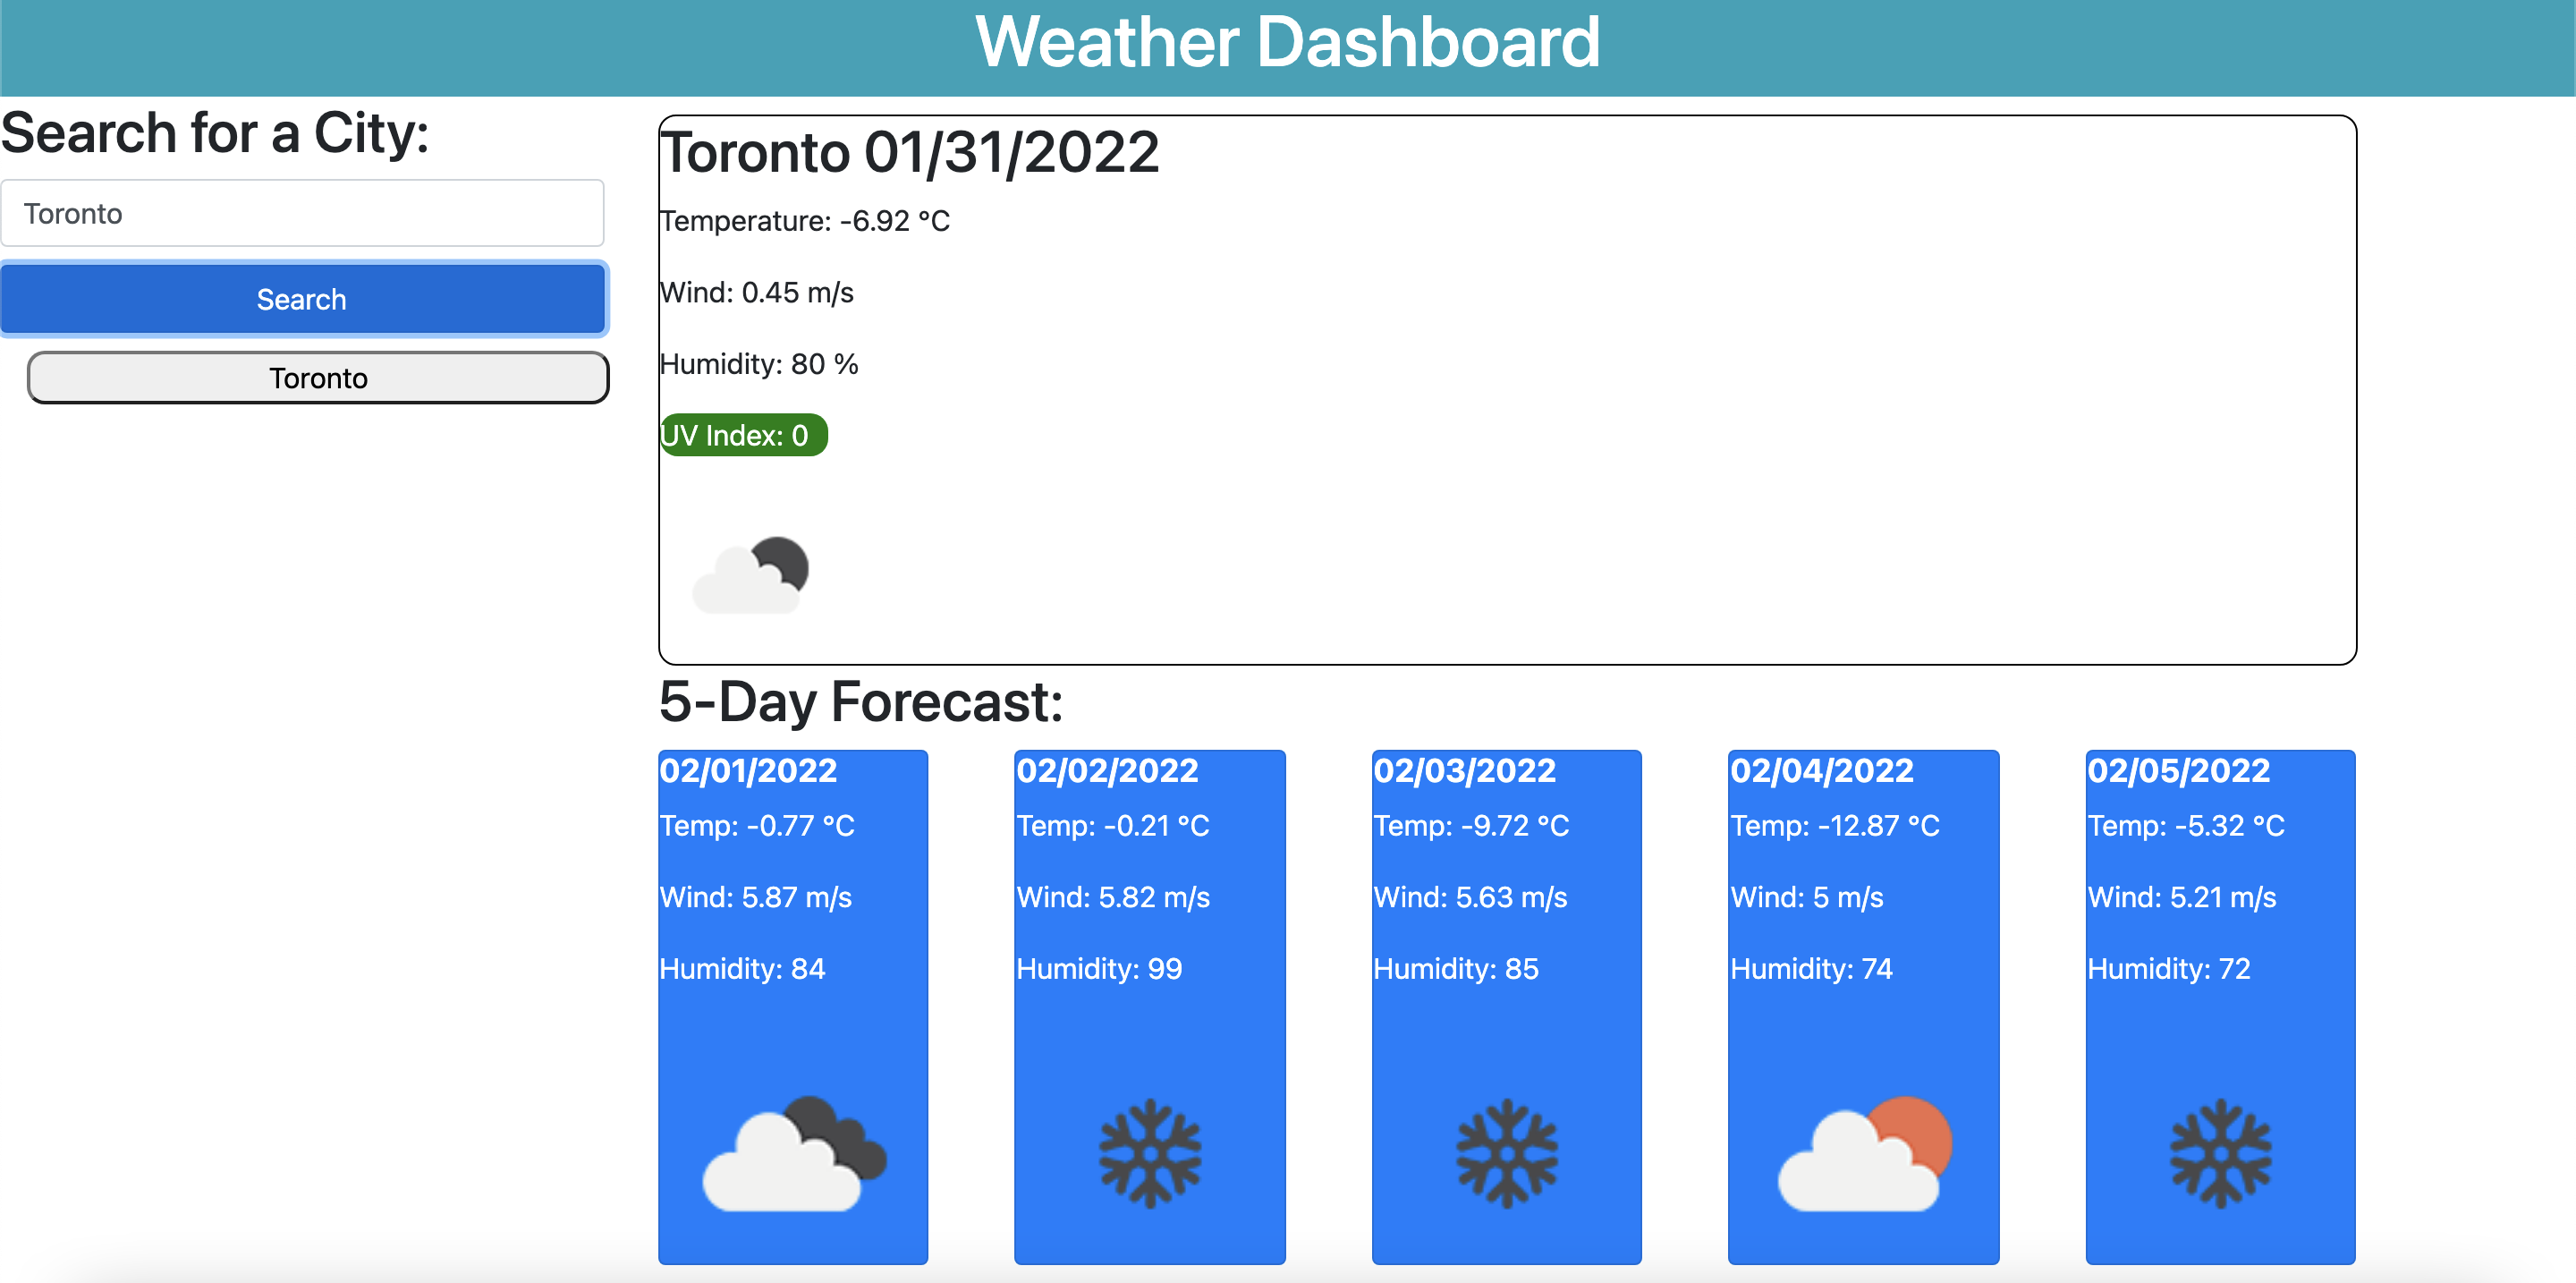 Weather Dashboard
Search for a City:
Toronto
Search
Toronto
Toronto 01/31/2022
Temperature: -6.92 °C
Wind: 0.45 m/s
Humidity: 80 %
UV Index: 0
5-Day Forecast:
02/01/2022
Temp: -0.77 °C
Wind: 5.87 m/s
Humidity: 84
02/02/2022
Temp: -0.21 °C
Wind: 5.82 m/s
Humidity: 99
02/03/2022
Temp: -9.72 °C
Wind: 5.63 m/s
Humidity: 85
02/04/2022
Temp: -12.87 °C
Wind: 5 m/s
Humidity: 74
02/05/2022
Temp: -5.32 °C
Wind: 5.21 m/s
Humidity: 72